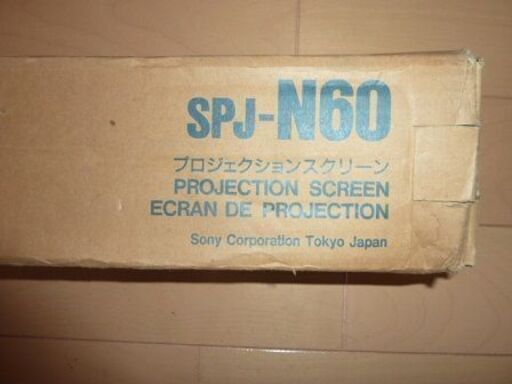 SPJ-N60
プロジェクションスクリーン
PROJECTION SCREEN
ECRAN DE PROJECTION
Sony Corporation Tokyo Japan